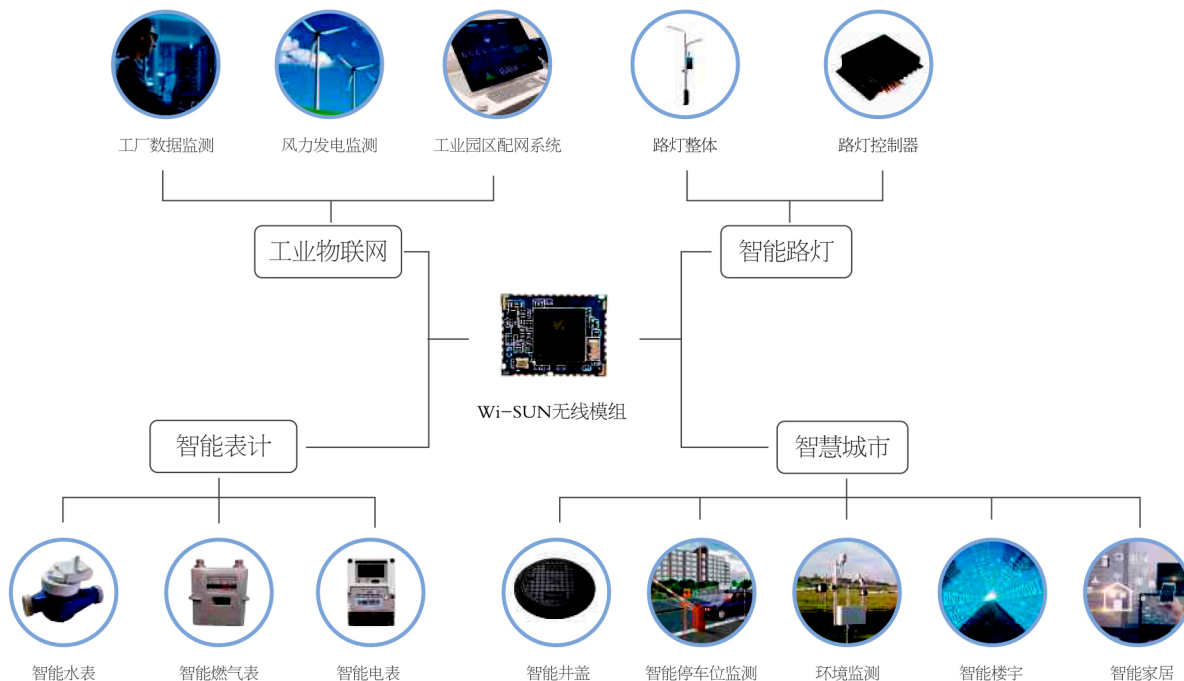 工厂数据监测
风力发电监测
工业园区配网系统
路灯整体
路灯控制器
工业物联网
智能路灯
Wi-SUN无线模组
智能表计
智慧城市
智能水表
智能燃气表
智能电表
智能井盖
智能停车位监测
环境监测
智能楼宇
智能家居